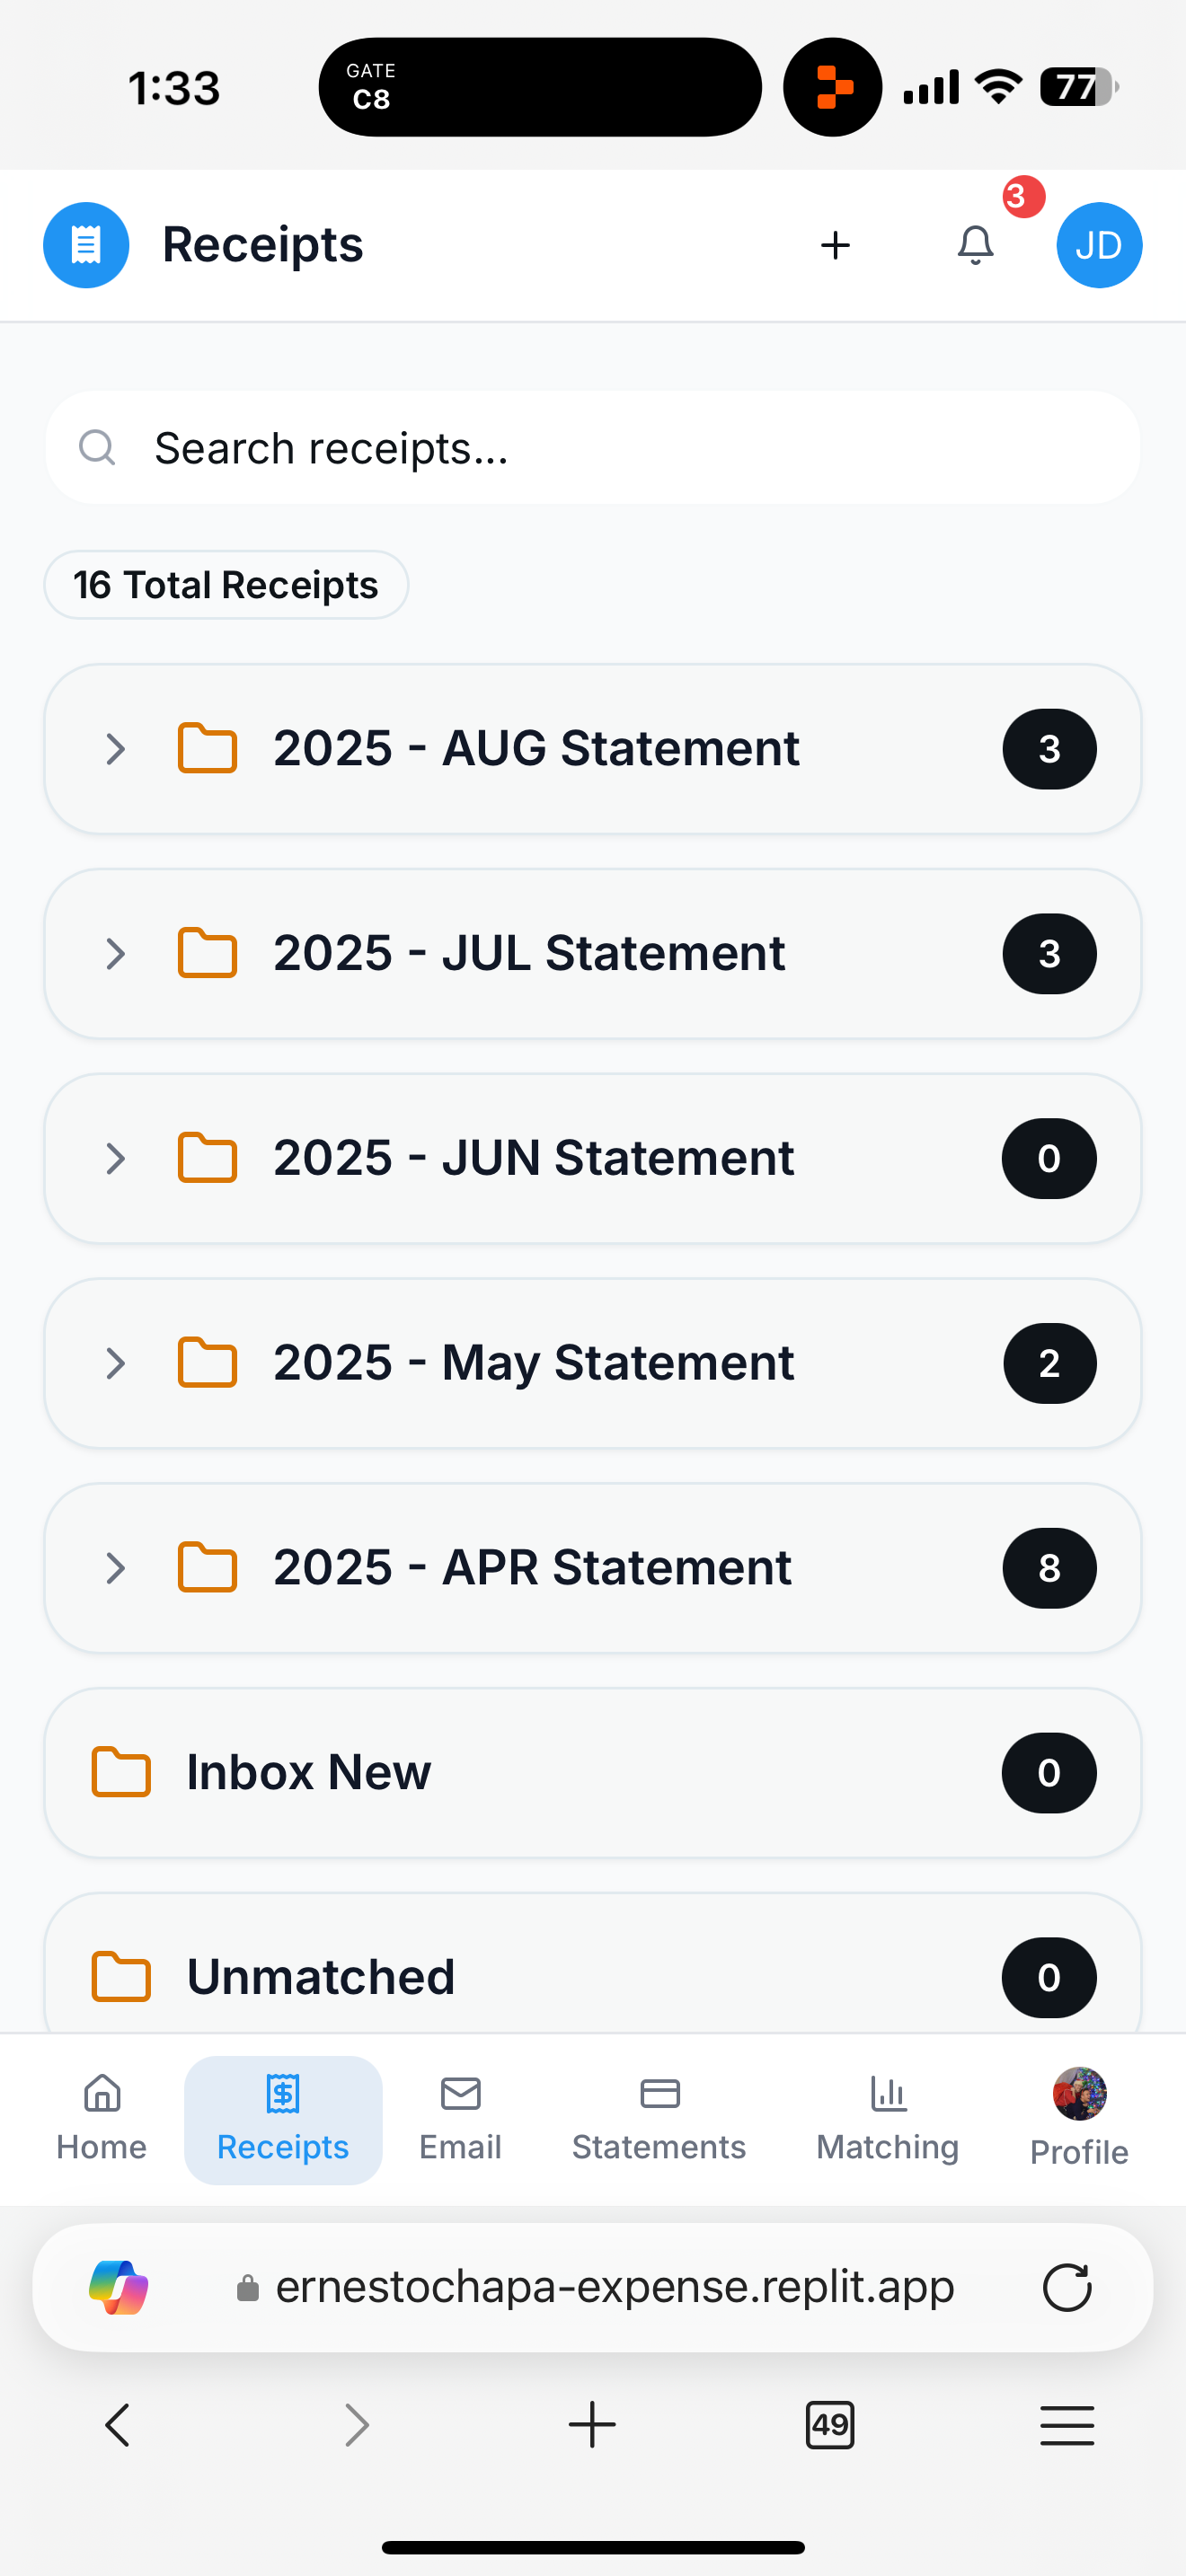 1:33
GATE
C8
77
Receipts
3
JD
Search receipts...
16 Total Receipts
2025 - AUG Statement
3
2025 - JUL Statement
3
2025 - JUN Statement
0
2025 - May Statement
2
2025 - APR Statement
8
Inbox New
0
Unmatched
0
Home
Receipts
Email
Statements
Matching
Profile
ernestochapa-expense.replit.app
49